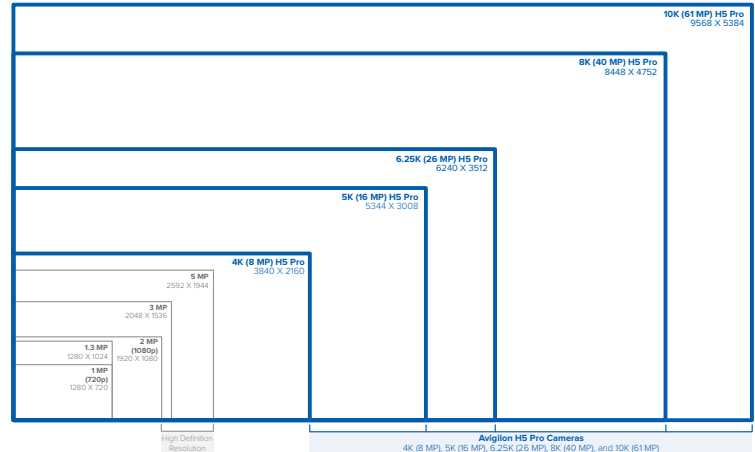 10K (61 MP) H5 Pro
9568 X 5384
8K (40 MP) H5 Pro
8448 X 4752
6.25K (26 MP) H5 Pro
6240 X 3512
5K (16 MP) H5 Pro
5344 X 3008
4K (8 MP) H5 Pro
3840 X 2160
5 MP
2592 X 1944
3 MP
2048 X 1536
2 MP
(1080p)
1920 X 1080
1.3 MP
1280 X 1024
1 MP
(720p)
1280 X 720
High Definition
Resolution
Avigilon H5 Pro Cameras
4K (8 MP), 5K (16 MP), 6.25K (26 MP), 8K (40 MP), and 10K (61 MP)